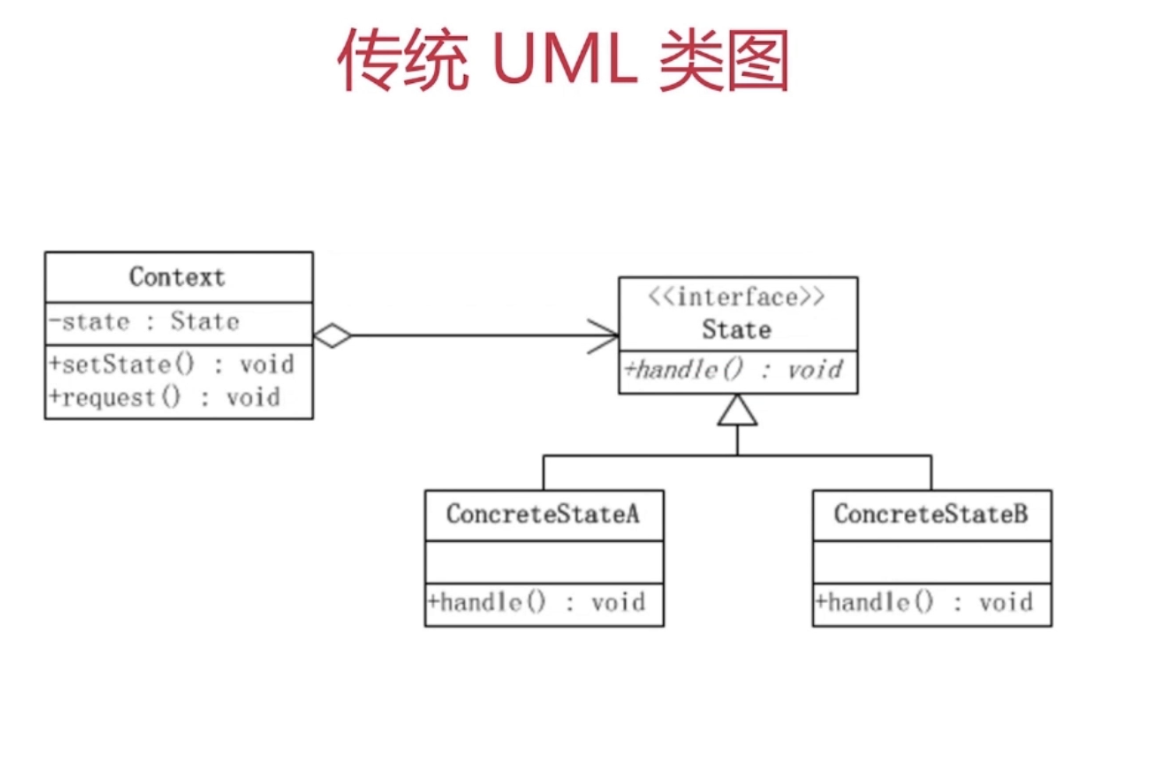 传统 UML 类图
Context
-state : State
+setState() : void
+request() : void
<<interface>>
State
+handle() : void
ConcreteStateA
+handle() : void
ConcreteStateB
+handle() : void